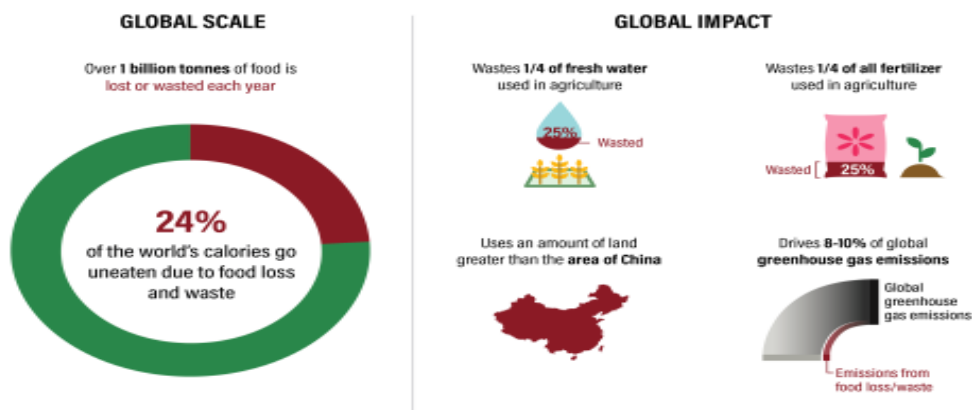 GLOBAL SCALE
Over 1 billion tonnes of food is
lost or wasted each year
24%
of the world's calories go
uneaten due to food loss
and waste
GLOBAL IMPACT
Wastes 1/4 of fresh water
used in agriculture
25%
Wasted
Wastes 1/4 of all fertilizer
used in agriculture
Wasted
25%
Uses an amount of land
greater than the area of China
Drives 8-10% of global
greenhouse gas emissions
Global
greenhouse
gas emissions
Emissions from
food loss/waste